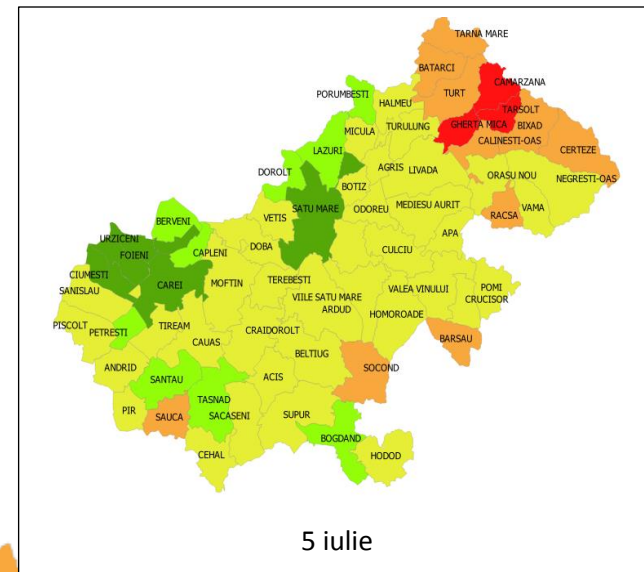 TARNA MARE
BATARCI
CAMARZANA
TURT
PORUMBESTI
HALMEU
TARSOLT
GHERTA MICA
BIXAD
TURULUNG
MICULA
CALINESTI-OAS
CERTEZE
LAZURI
AGRIS
LIVADA
DOROLT
ORASU NOU
NEGRESTI-OAS
BOTIZ
SATU MARE
MEDIESU AURIT
VAMA
ODOREU
RACSA
BERVENI
VETIS
APA
URZICENI
DOBA
CULCIU
FOIENI
CAPLENI
CIUMESTI
CAREI
MOFTIN
TEREBESTI
VALEA VINULUI
POMI
SANISLAU
VIILE SATU MARE
CRUCISOR
ARDUD
HOMOROADE
PISCOLT
TIREAM
CRAIDOROLT
PETRESTI
BARSAU
CAUAS
BELTIUG
ANDRID
SOCOND
SANTAU
ACIS
TASNAD
PIR
SAUCA
SACASENI
SUPUR
BOGDAND
CEHAL
HODOD
5 iulie